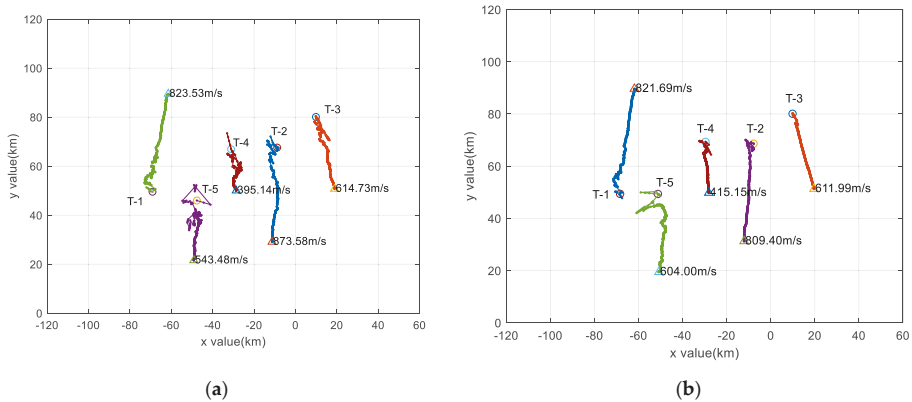 120
100
80
60
40
20
0
-120 -100 -80 -60 -40 -20 0 20 40 60
x value(km)
y value(km)
823.53m/s
T-3
T-2
T-4
T-1
T-5
395.14m/s
614.73m/s
873.58m/s
543.48m/s
(a)
120
100
80
60
40
20
0
-120 -100 -80 -60 -40 -20 0 20 40 60
x value(km)
y value(km)
821.69m/s
T-3
T-4
T-2
T-5
T-1
415.15m/s
611.99m/s
809.40m/s
604.00m/s
(b)